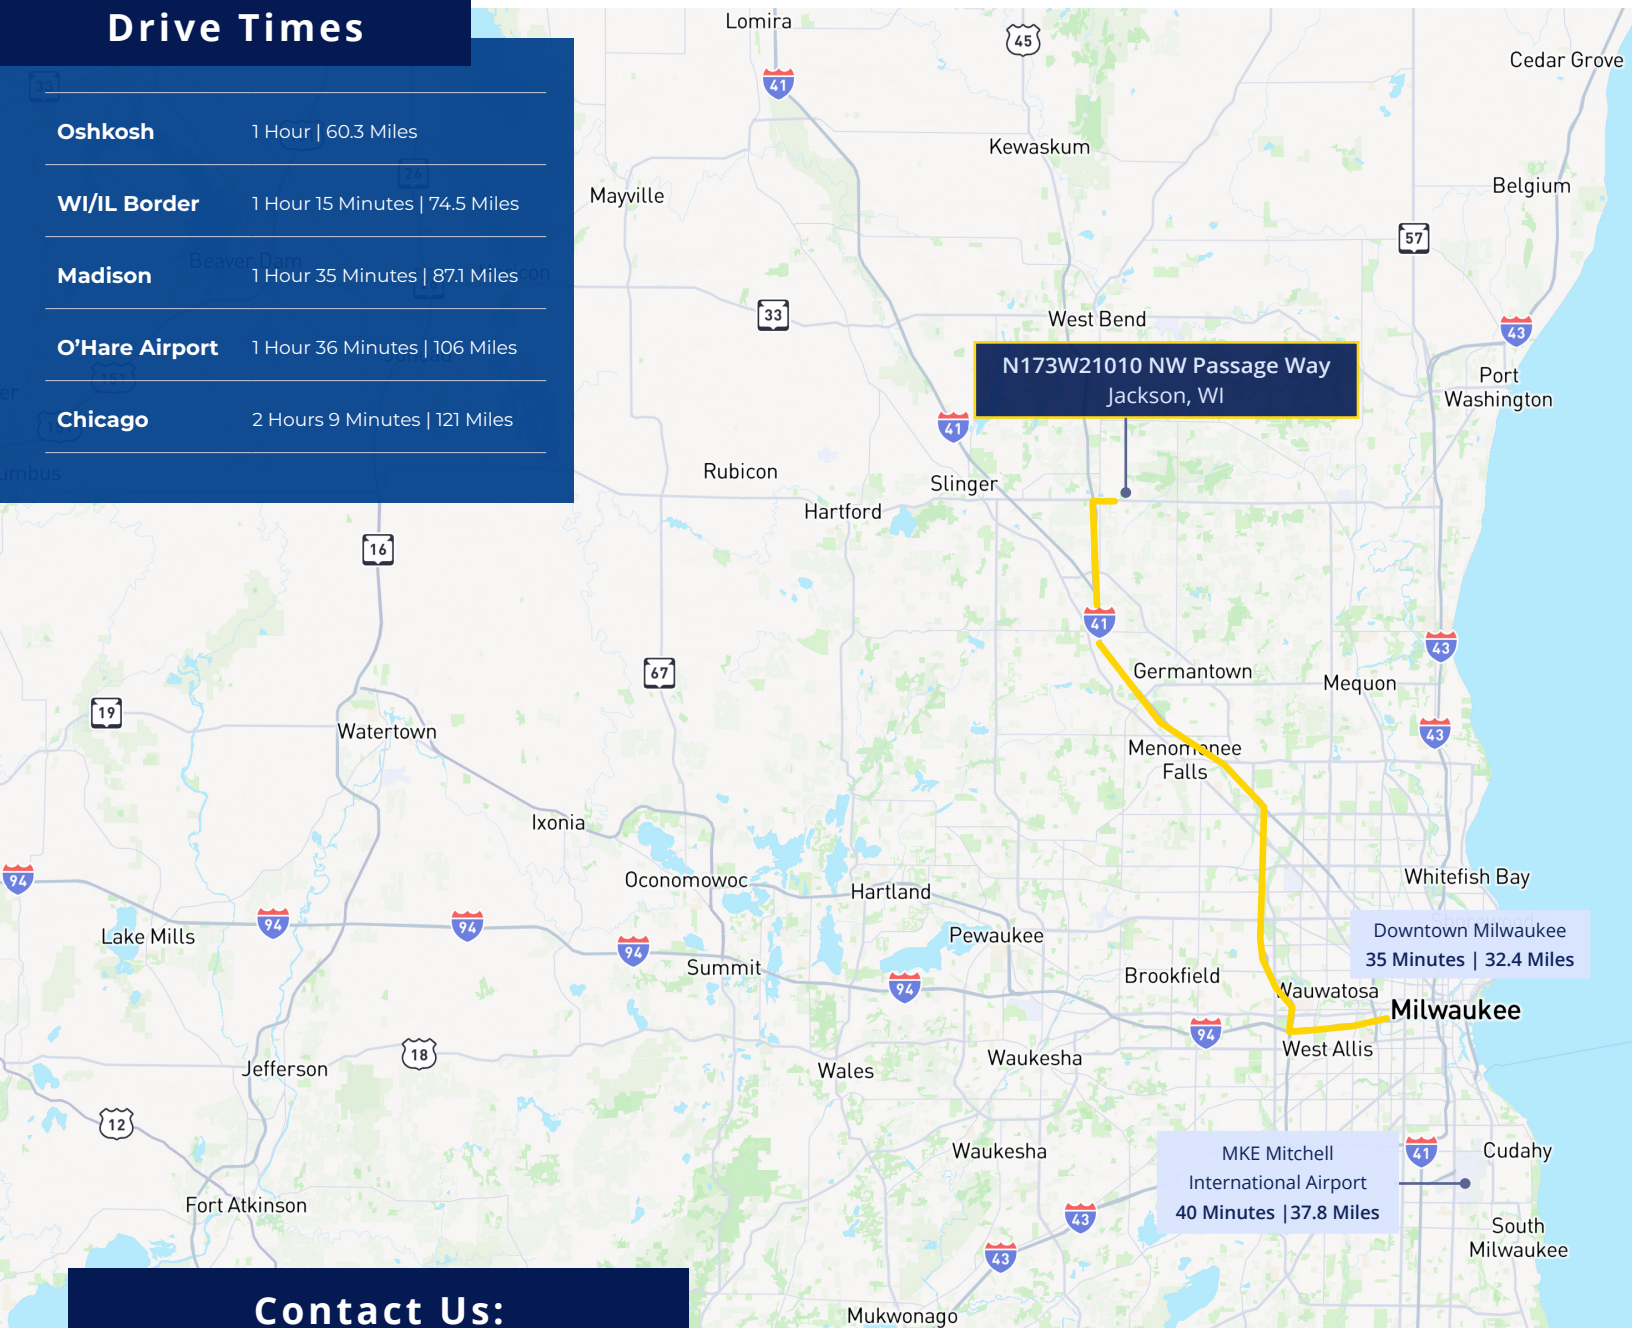 Drive Times
Oshkosh 1 Hour | 60.3 Miles
WI/IL Border 1 Hour 15 Minutes | 74.5 Miles
Madison 1 Hour 35 Minutes | 87.1 Miles
O’Hare Airport 1 Hour 36 Minutes | 106 Miles
Chicago 2 Hours 9 Minutes | 121 Miles
33
26
Beaver Dam
151
Lomira
45
Cedar Grove
41
Kewaskum
Mayville
Belgium
57
33
West Bend
43
N173W21010 NW Passage Way
Jackson, WI
Port
Washington
41
Rubicon
Slinger
Hartford
16
41
43
67
Germantown
Mequon
19
Watertown
43
Menomonee
Falls
Ixonia
94
Oconomowoc
Hartland
Whitefish Bay
94
94
Lake Mills
94
Pewaukee
Shorewood
Downtown Milwaukee
35 Minutes | 32.4 Miles
Summit
94
Brookfield
Wauwatosa
Milwaukee
94
West Allis
18
Jefferson
Wales
Waukesha
12
Waukesha
MKE Mitchell
International Airport
40 Minutes |37.8 Miles
41
Cudahy
Fort Atkinson
43
South
Milwaukee
43
Mukwonago
Contact Us: